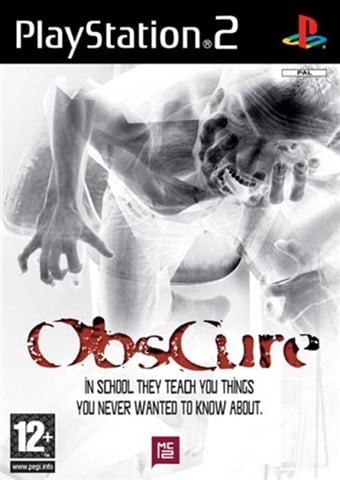 PlayStation®2
PAL
ObsCure
IN SCHOOL THEY TEACH YOU THINGS
YOU NEVER WANTED TO KNOW ABOUT.
12+
www.pegi.info
MC2